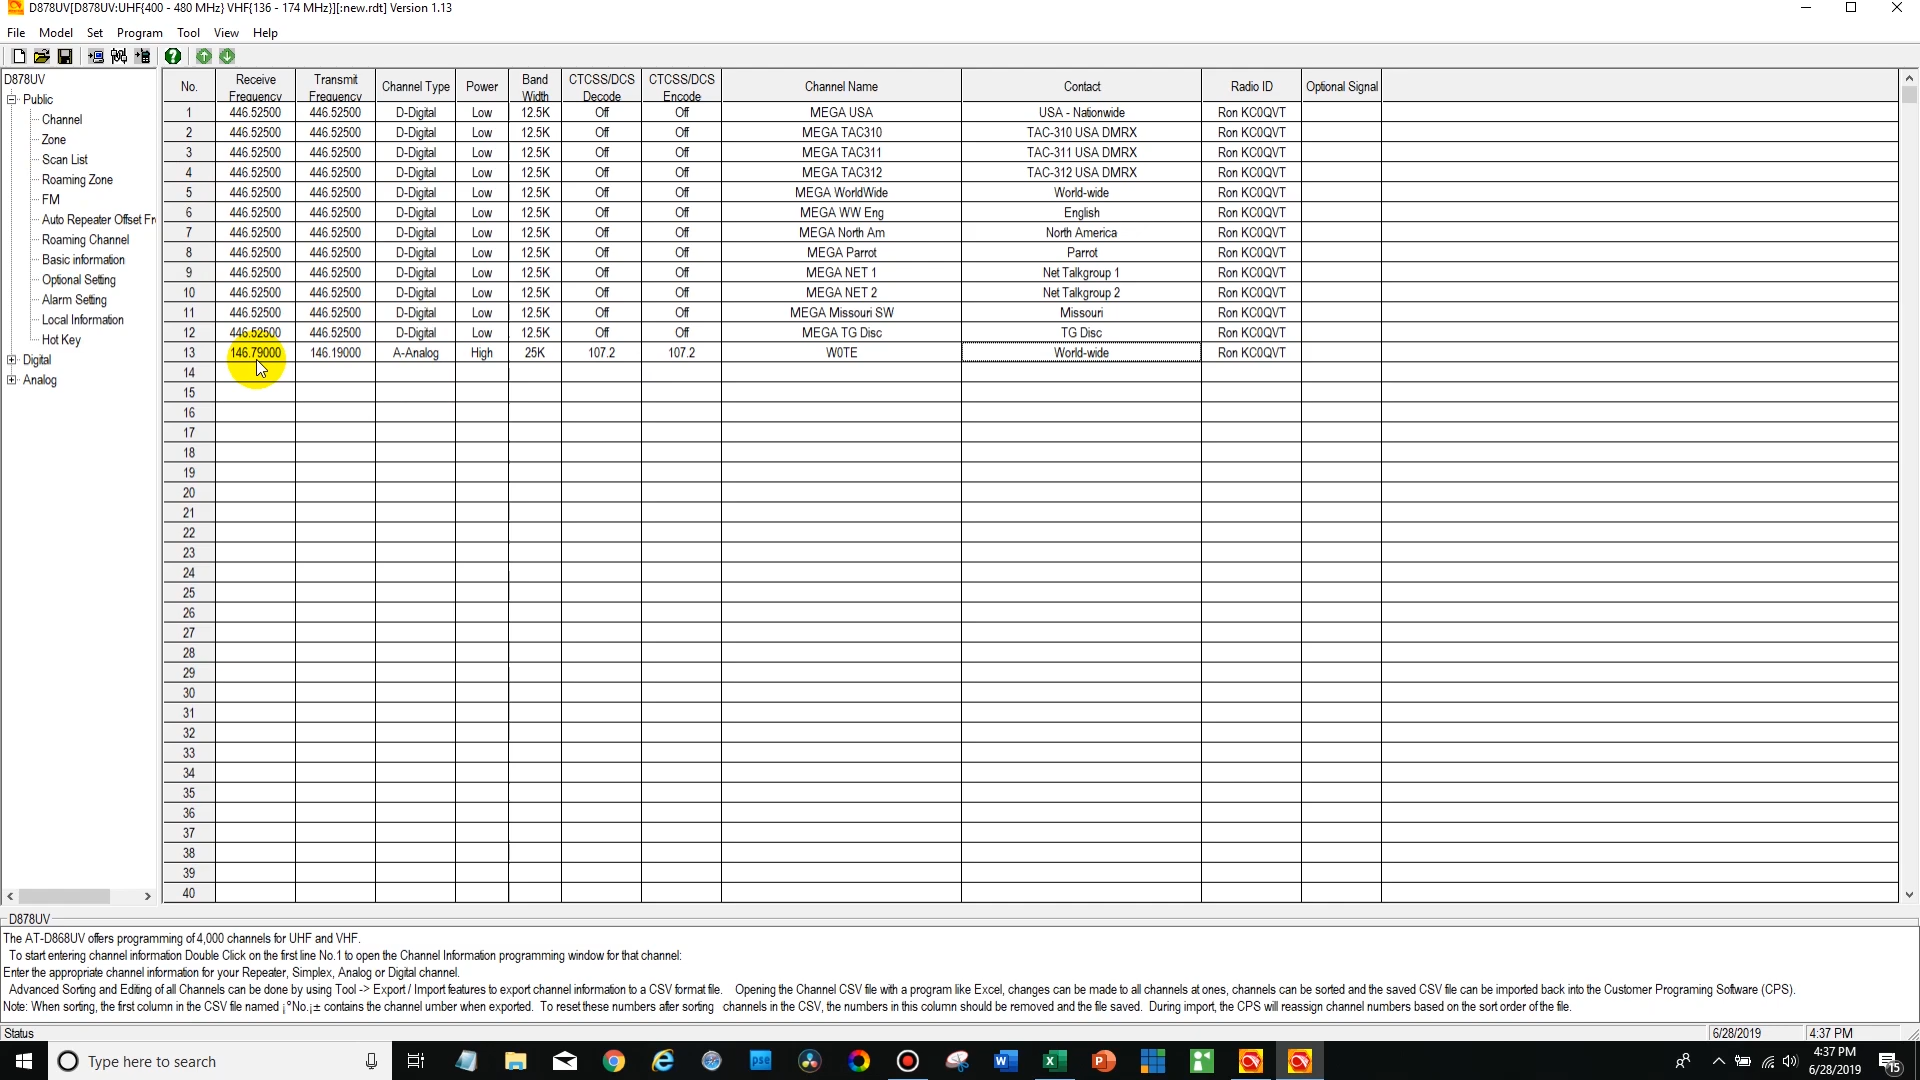 D878UV[D878UV:UHF{400 - 480 MHz} VHF{136 - 174 MHz}][:new.rdt] Version 1.13
File Model Set Program Tool View Help
D878UV
Public
Channel
Zone
Scan List
Roaming Zone
FM
Auto Repeater Offset Fr
Roaming Channel
Basic information
Optional Setting
Alarm Setting
Local Information
Hot Key
Digital
Analog
No. Receive Frequency Transmit Frequency Channel Type Power Band Width CTCSS/DCS Decode CTCSS/DCS Encode Channel Name Contact Radio ID Optional Signal
1 446.52500 446.52500 D-Digital Low 12.5K Off Off MEGA USA USA - Nationwide Ron KC0QVT
2 446.52500 446.52500 D-Digital Low 12.5K Off Off MEGA TAC310 TAC-310 USA DMRX Ron KC0QVT
3 446.52500 446.52500 D-Digital Low 12.5K Off Off MEGA TAC311 TAC-311 USA DMRX Ron KC0QVT
4 446.52500 446.52500 D-Digital Low 12.5K Off Off MEGA TAC312 TAC-312 USA DMRX Ron KC0QVT
5 446.52500 446.52500 D-Digital Low 12.5K Off Off MEGA WorldWide World-wide Ron KC0QVT
6 446.52500 446.52500 D-Digital Low 12.5K Off Off MEGA WW Eng English Ron KC0QVT
7 446.52500 446.52500 D-Digital Low 12.5K Off Off MEGA North Am North America Ron KC0QVT
8 446.52500 446.52500 D-Digital Low 12.5K Off Off MEGA Parrot Parrot Ron KC0QVT
9 446.52500 446.52500 D-Digital Low 12.5K Off Off MEGA NET 1 Net Talkgroup 1 Ron KC0QVT
10 446.52500 446.52500 D-Digital Low 12.5K Off Off MEGA NET 2 Net Talkgroup 2 Ron KC0QVT
11 446.52500 446.52500 D-Digital Low 12.5K Off Off MEGA Missouri SW Missouri Ron KC0QVT
12 446.52500 446.52500 D-Digital Low 12.5K Off Off MEGA TG Disc TG Disc Ron KC0QVT
13 146.79000 146.19000 A-Analog High 25K 107.2 107.2 W0TE World-wide Ron KC0QVT
14
15
16
17
18
19
20
21
22
23
24
25
26
27
28
29
30
31
32
33
34
35
36
37
38
39
40
D878UV
The AT-D868UV offers programming of 4,000 channels for UHF and VHF.
To start entering channel information Double Click on the first line No.1 to open the Channel Information programming window for that channel:
Enter the appropriate channel information for your Repeater, Simplex, Analog or Digital channel.
Advanced Sorting and Editing of all Channels can be done by using Tool -> Export / Import features to export channel information to a CSV format file. Opening the Channel CSV file with a program like Excel, changes can be made to all channels at ones, channels can be sorted and the saved CSV file can be imported back into the Customer Programing Software (CPS).
Note: When sorting, the first column in the CSV file named ¡°No.¡± contains the channel umber when exported. To reset these numbers after sorting channels in the CSV, the numbers in this column should be removed and the file saved. During import, the CPS will reassign channel numbers based on the sort order of the file.
Status 6/28/2019 4:37 PM
Type here to search
pse
4:37 PM
6/28/2019
15